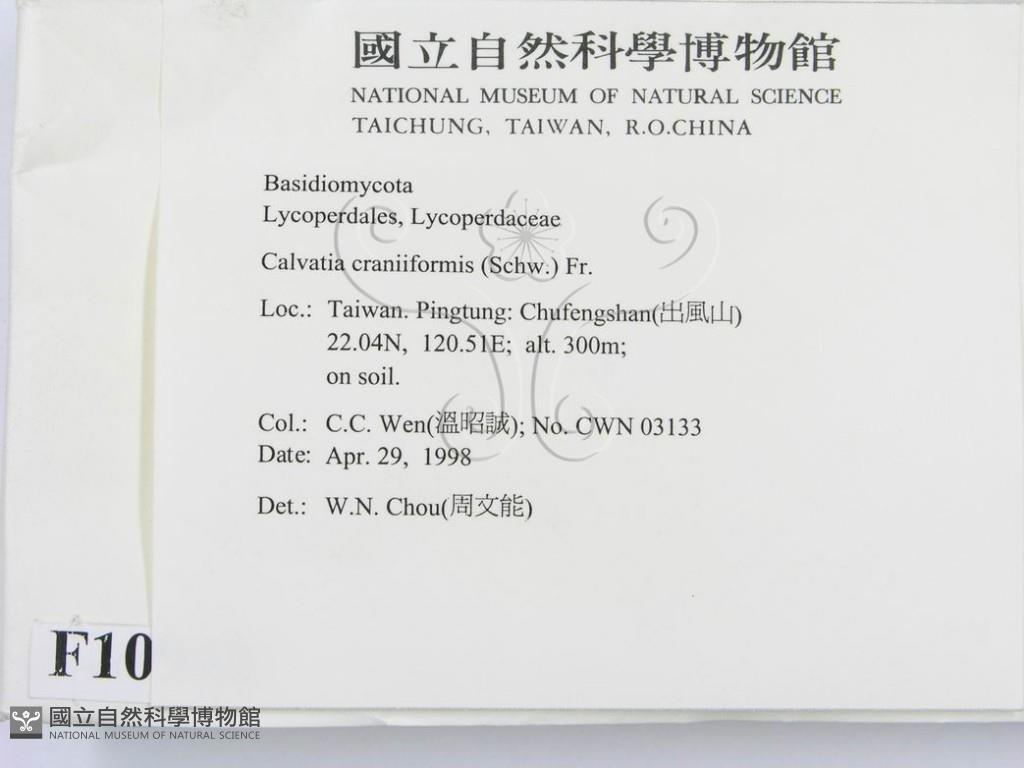 國立自然科學博物館
NATIONAL MUSEUM OF NATURAL SCIENCE
TAICHUNG, TAIWAN, R.O.CHINA
Basidiomycota
Lycoperdales, Lycoperdaceae
Calvatia craniiformis (Schw.) Fr.
Loc.: Taiwan. Pingtung: Chufengshan(出風山)
22.04N, 120.51E; alt. 300m;
on soil.
Col.: C.C. Wen(溫昭誠); No. CWN 03133
Date: Apr. 29, 1998
Det.: W.N. Chou(周文能)
F10
國立自然科學博物館
NATIONAL MUSEUM OF NATURAL SCIENCE